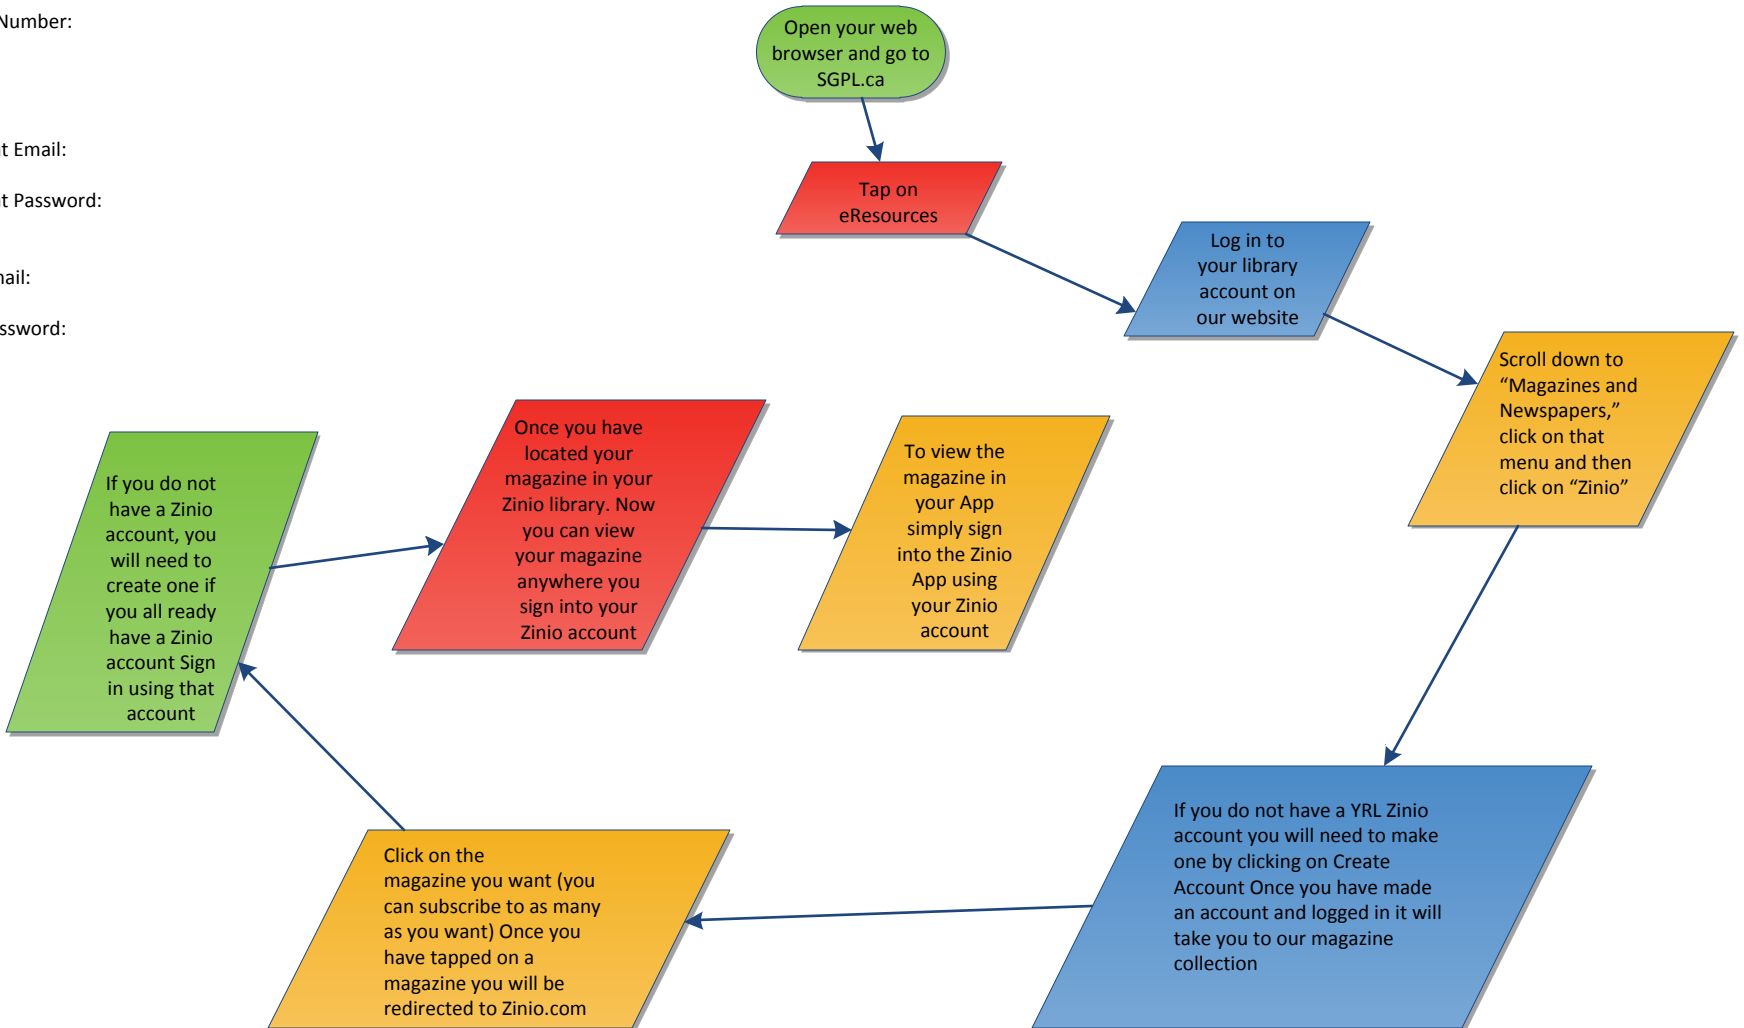 Number:
t Email:
t Password:
ail:
ssword:
Open your web
browser and go to
SGPL.ca
Tap on
eResources
Log in to
your library
account on
our website
Scroll down to
“Magazines and
Newspapers,”
click on that
menu and then
click on “Zinio”
If you do not have a YRL Zinio
account you will need to make
one by clicking on Create
Account Once you have made
an account and logged in it will
take you to our magazine
collection
Click on the
magazine you want (you
can subscribe to as many
as you want) Once you
have tapped on a
magazine you will be
redirected to Zinio.com
If you do not
have a Zinio
account, you
will need to
create one if
you all ready
have a Zinio
account Sign
in using that
account
Once you have
located your
magazine in your
Zinio library. Now
you can view
your magazine
anywhere you
sign into your
Zinio account
To view the
magazine in
your App
simply sign
into the Zinio
App using
your Zinio
account